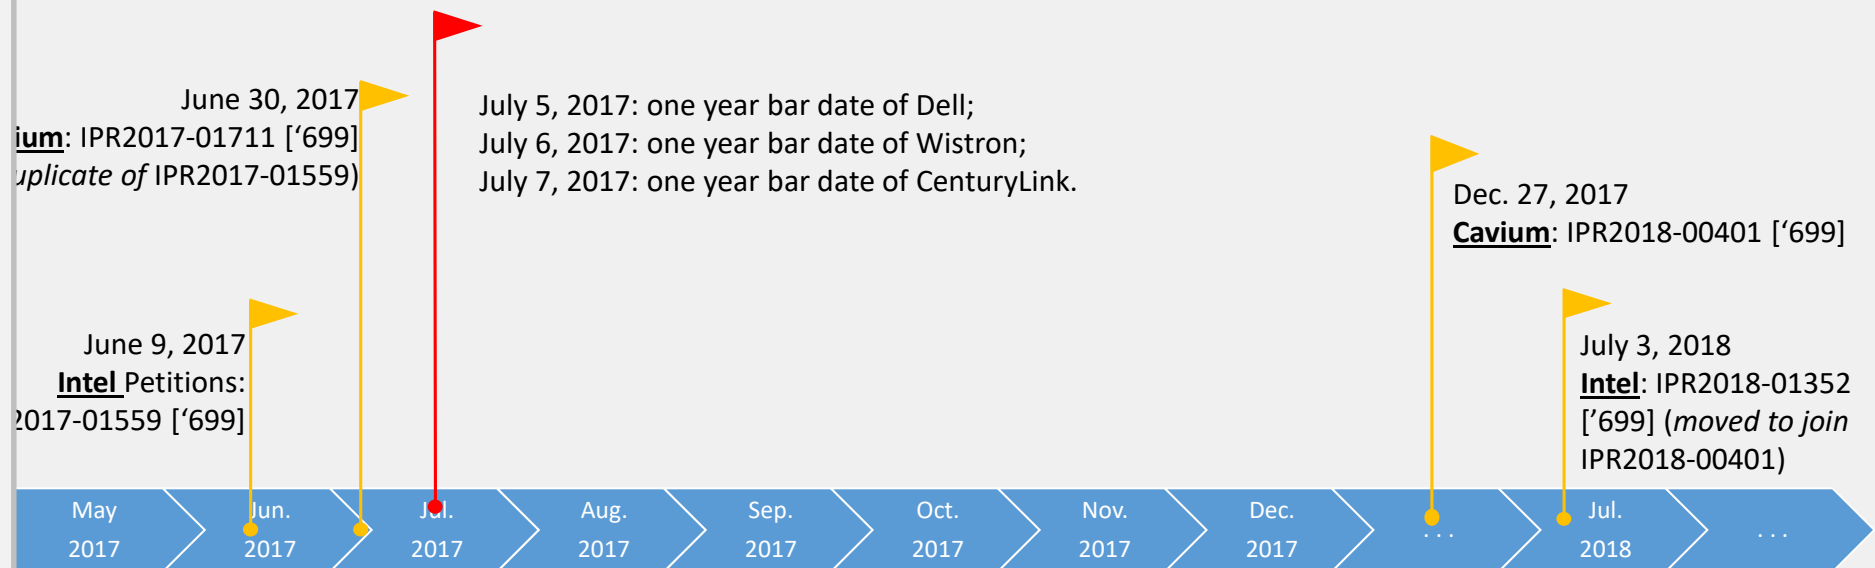 June 30, 2017
ium: IPR2017-01711 [‘699]
uplicate of IPR2017-01559)
July 5, 2017: one year bar date of Dell;
July 6, 2017: one year bar date of Wistron;
July 7, 2017: one year bar date of CenturyLink.
Dec. 27, 2017
Cavium: IPR2018-00401 [‘699]
June 9, 2017
Intel Petitions:
2017-01559 [‘699]
July 3, 2018
Intel: IPR2018-01352
[’699] (moved to join
IPR2018-00401)
May
2017
Jun.
2017
Jul.
2017
Aug.
2017
Sep.
2017
Oct.
2017
Nov.
2017
Dec.
2017
. . .
Jul.
2018
. . .